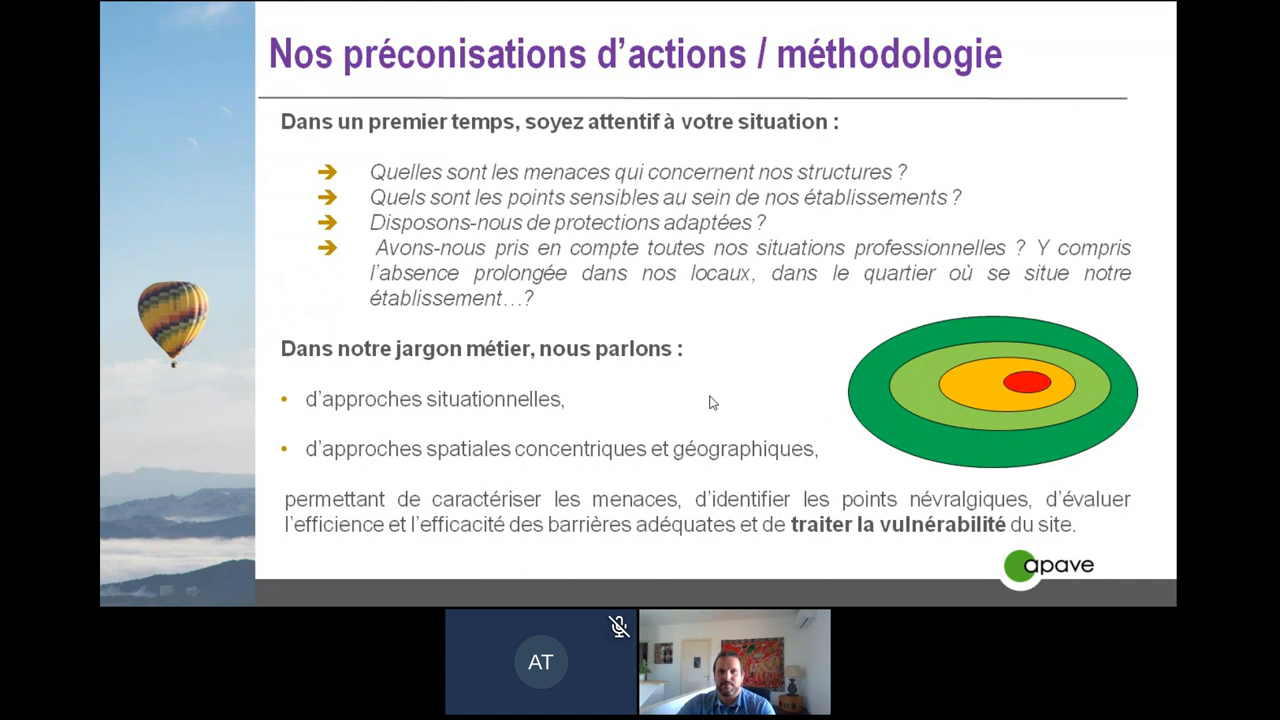 Nos préconisations d’actions / méthodologie
Dans un premier temps, soyez attentif à votre situation :
➔ Quelles sont les menaces qui concernent nos structures ?
➔ Quels sont les points sensibles au sein de nos établissements ?
➔ Disposons-nous de protections adaptées ?
➔ Avons-nous pris en compte toutes nos situations professionnelles ? Y compris
l’absence prolongée dans nos locaux, dans le quartier où se situe notre
établissement…?
Dans notre jargon métier, nous parlons :
• d’approches situationnelles,
• d’approches spatiales concentriques et géographiques,
permettant de caractériser les menaces, d’identifier les points névralgiques, d’évaluer
l’efficience et l’efficacité des barrières adéquates et de traiter la vulnérabilité du site.
apave
AT